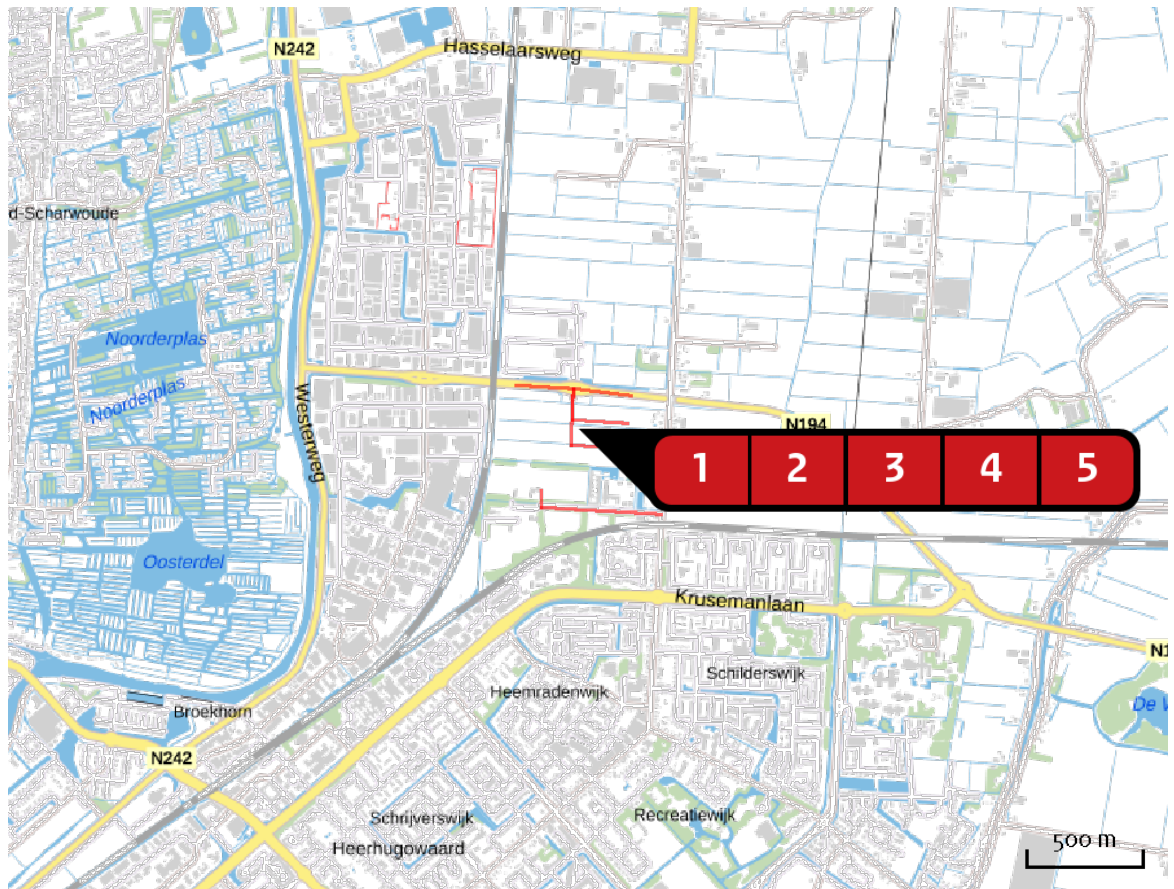 N242
Hasselaarsweg
d-Scharwoude
Noorderplas
Noorderplas
Westerweg
N194
1 2 3 4 5
Oosterdel
Krusemanlaan
N1
Schilderswijk
Heemradenwijk
De V
Broekhorn
N242
Schrijverswijk
Recreatiewijk
Heerhugowaard
500 m